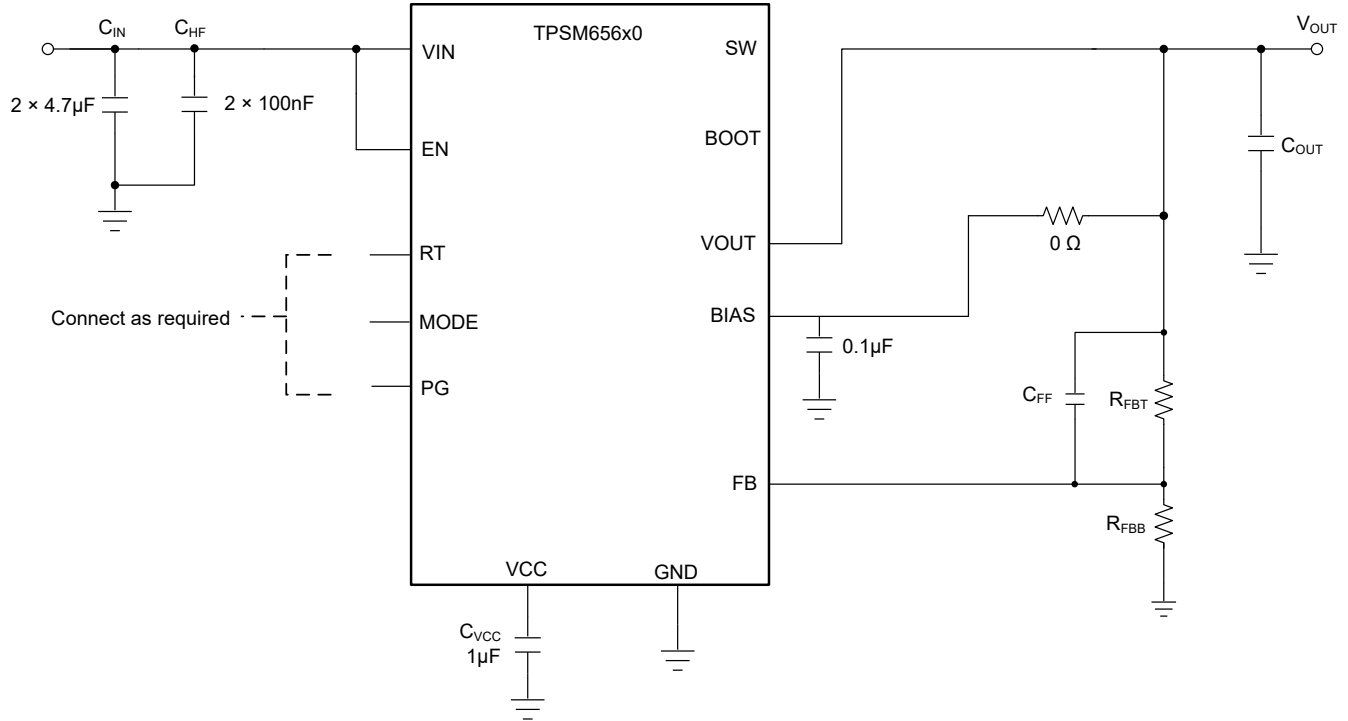 C_IN
C_HF
2 × 4.7µF
2 × 100nF
TPSM656x0
VIN
EN
RT
MODE
PG
Connect as required
SW
BOOT
VOUT
BIAS
FB
VCC
GND
V_OUT
C_OUT
0 Ω
0.1µF
C_FF
R_FBT
R_FBB
C_VCC
1µF